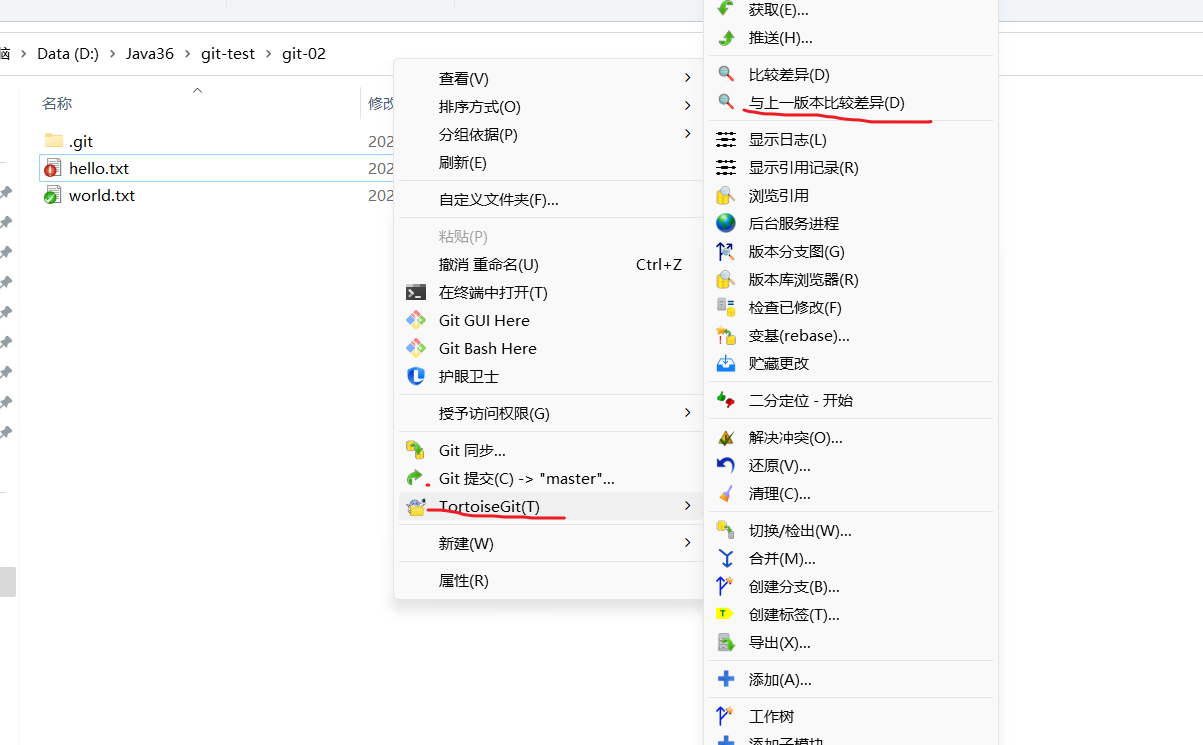 脑 > Data (D:) > Java36 > git-test > git-02
名称
修改
.git
202
hello.txt
202
world.txt
202
查看(V)
排序方式(O)
分组依据(P)
刷新(E)
自定义文件夹(F)...
粘贴(P)
撤消 重命名(U) Ctrl+Z
在终端中打开(T)
Git GUI Here
Git Bash Here
护眼卫士
授予访问权限(G)
Git 同步...
Git 提交(C) -> "master"...
TortoiseGit(T)
新建(W)
属性(R)
获取(E)...
推送(H)...
比较差异(D)
与上一版本比较差异(D)
显示日志(L)
显示引用记录(R)
浏览引用
后台服务进程
版本分支图(G)
版本库浏览器(R)
检查已修改(F)
变基(rebase)...
贮藏更改
二分定位 - 开始
解决冲突(O)...
还原(V)...
清理(C)...
切换/检出(W)...
合并(M)...
创建分支(B)...
创建标签(T)...
导出(X)...
添加(A)...
工作树
添加子模块